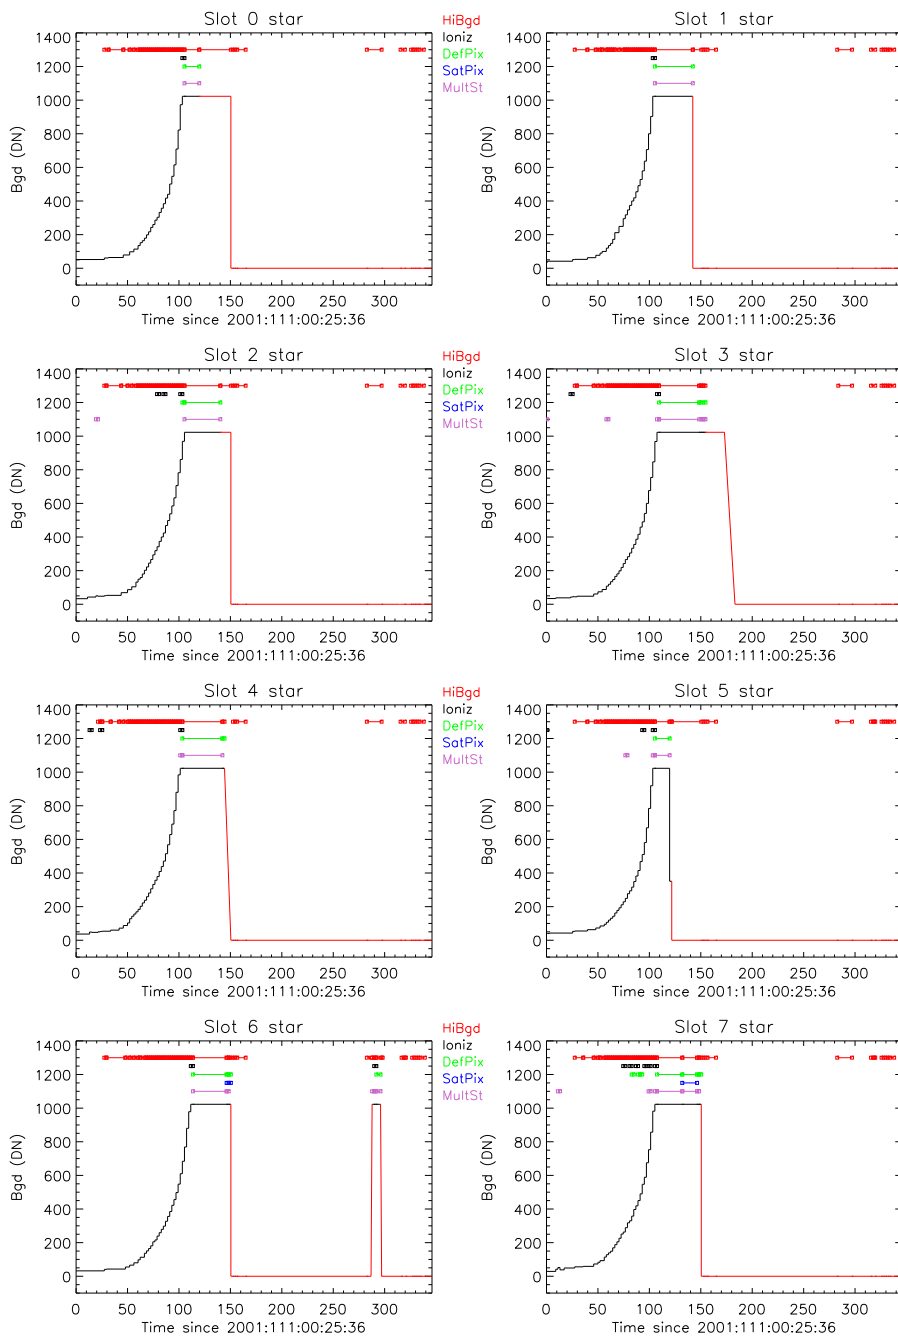 Slot 0 star
HiBgd
Ioniz
DefPix
SatPix
MultSt
Bgd (DN)
1400
1200
1000
800
600
400
200
0
0 50 100 150 200 250 300
Time since 2001:111:00:25:36
Slot 1 star
Bgd (DN)
1400
1200
1000
800
600
400
200
0
0 50 100 150 200 250 300
Time since 2001:111:00:25:36
Slot 2 star
HiBgd
Ioniz
DefPix
SatPix
MultSt
Bgd (DN)
1400
1200
1000
800
600
400
200
0
0 50 100 150 200 250 300
Time since 2001:111:00:25:36
Slot 3 star
Bgd (DN)
1400
1200
1000
800
600
400
200
0
0 50 100 150 200 250 300
Time since 2001:111:00:25:36
Slot 4 star
HiBgd
Ioniz
DefPix
SatPix
MultSt
Bgd (DN)
1400
1200
1000
800
600
400
200
0
0 50 100 150 200 250 300
Time since 2001:111:00:25:36
Slot 5 star
Bgd (DN)
1400
1200
1000
800
600
400
200
0
0 50 100 150 200 250 300
Time since 2001:111:00:25:36
Slot 6 star
HiBgd
Ioniz
DefPix
SatPix
MultSt
Bgd (DN)
1400
1200
1000
800
600
400
200
0
0 50 100 150 200 250 300
Time since 2001:111:00:25:36
Slot 7 star
Bgd (DN)
1400
1200
1000
800
600
400
200
0
0 50 100 150 200 250 300
Time since 2001:111:00:25:36